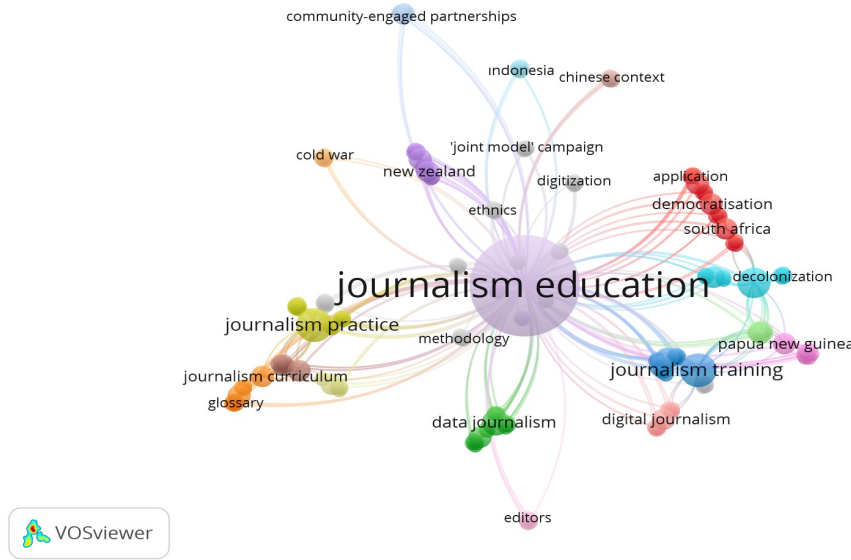 community-engaged partnerships
ındonesia
chinese context
cold war
'joint model' campaign
new zealand
digitization
application
democratisation
ethnics
south africa
decolonization
journalism education
journalism practice
methodology
papua new guinea
journalism training
journalism curriculum
glossary
data journalism
digital journalism
editors
VOSviewer